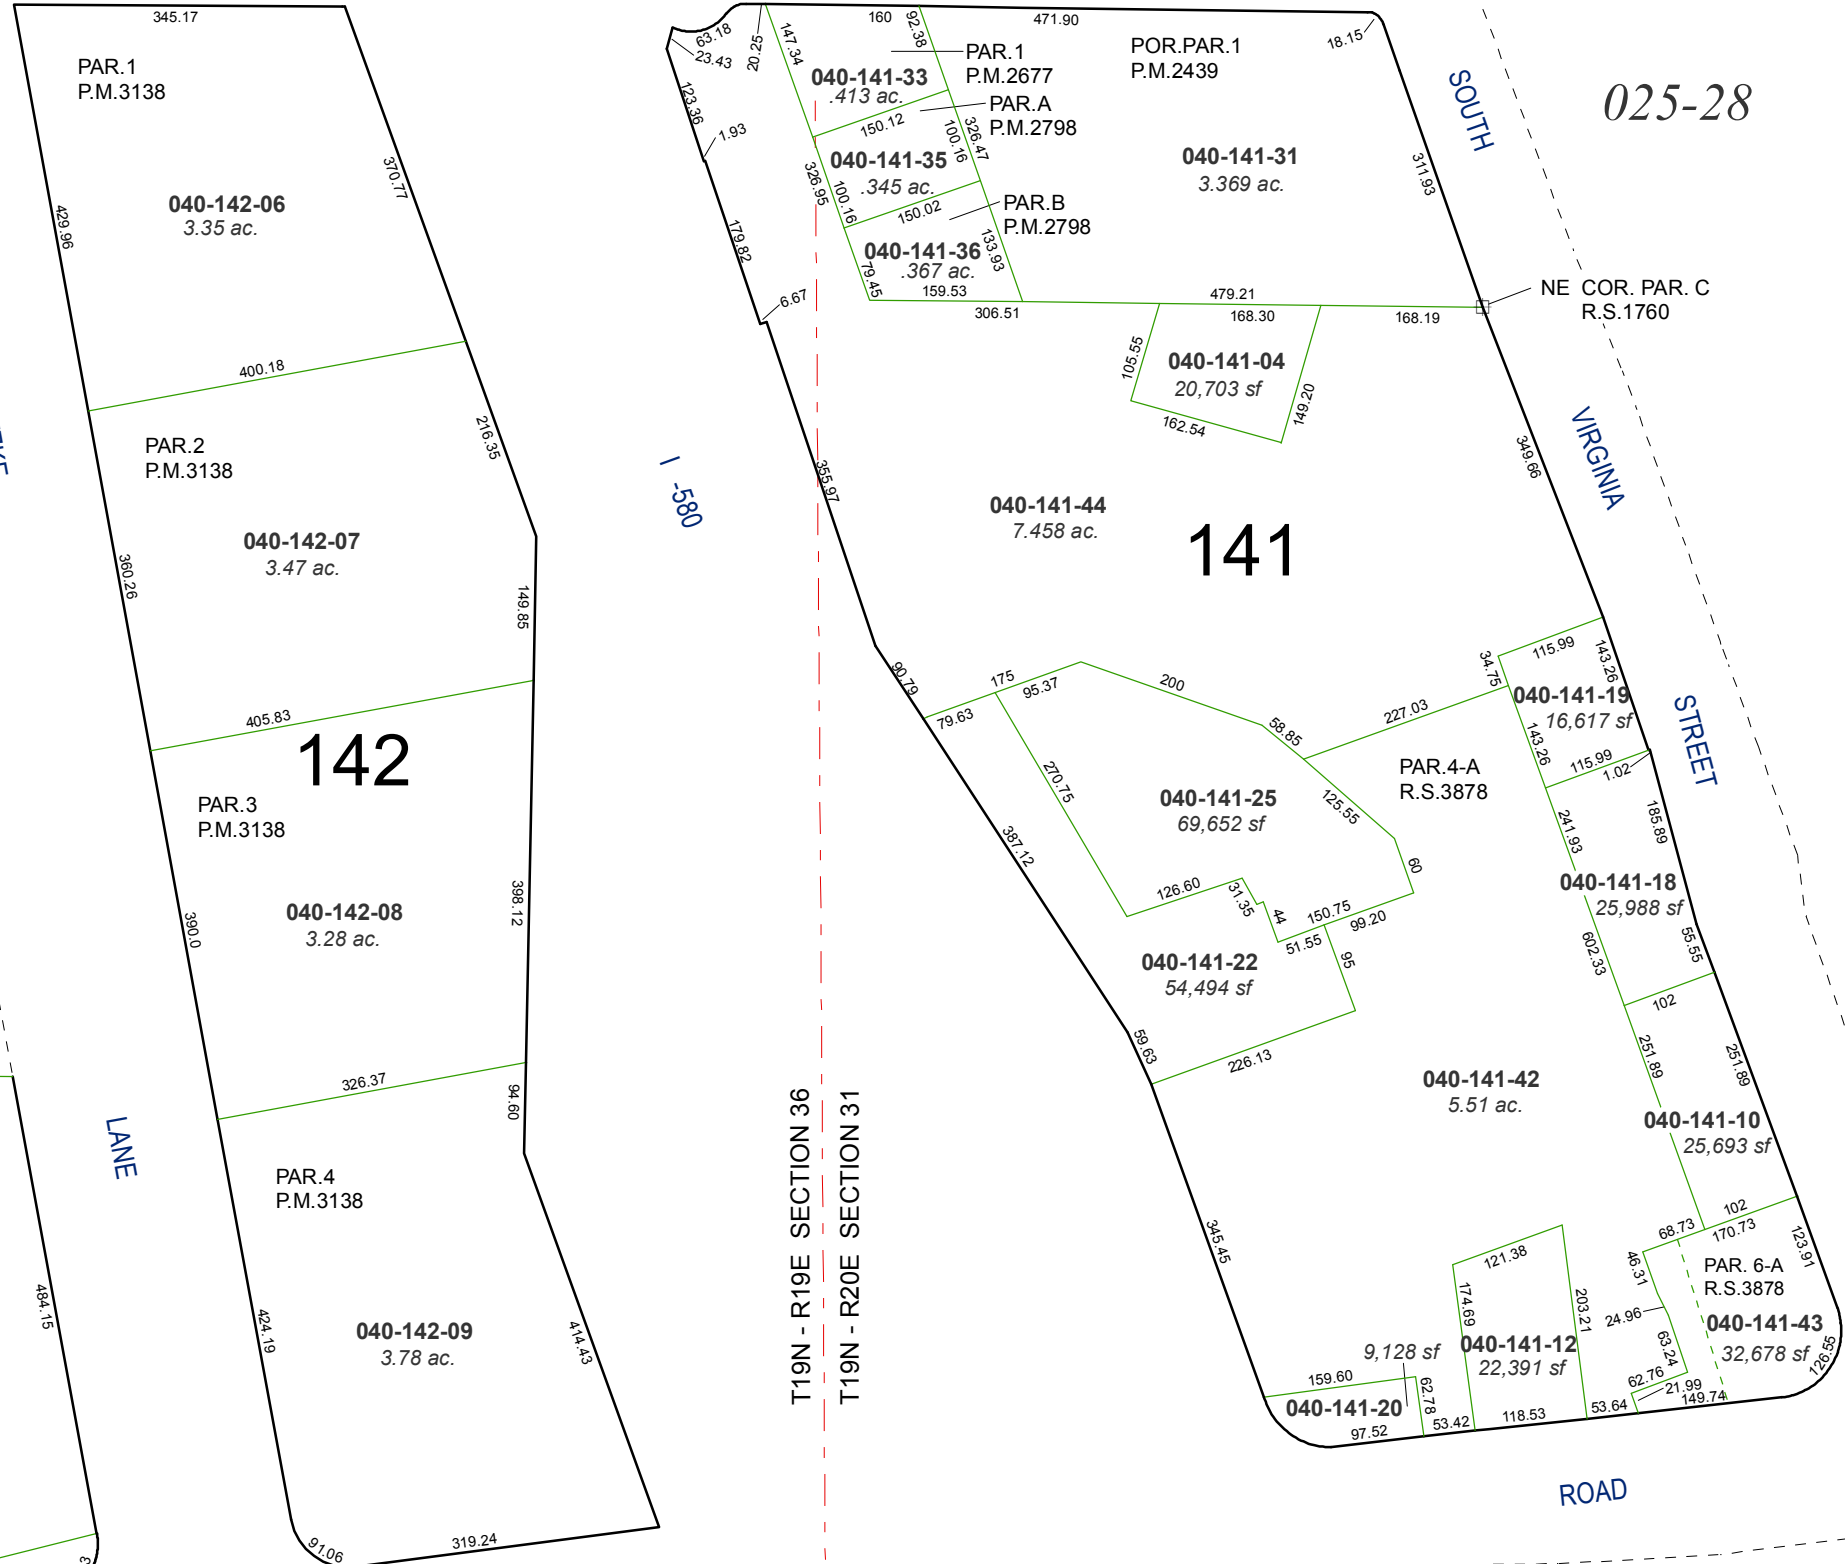 345.17
PAR.1
P.M.3138
370.77
429.96
040-142-06
3.35 ac.
400.18
216.35
PAR.2
P.M.3138
040-142-07
3.47 ac.
360.26
149.85
405.83
142
PAR.3
P.M.3138
390.0
040-142-08
3.28 ac.
398.12
326.37
94.60
LANE
PAR.4
P.M.3138
484.15
424.19
040-142-09
3.78 ac.
414.43
91.06
319.24
I -580
T19N - R19E SECTION 36
T19N - R20E SECTION 31
63.18
23.43
20.25
147.34
160
92.38
471.90
18.15
123.36
1.93
040-141-33
.413 ac.
PAR.1
P.M.2677
POR.PAR.1
P.M.2439
PAR.A
P.M.2798
150.12
100.16
326.47
040-141-35
.345 ac.
326.95
100.16
150.02
PAR.B
P.M.2798
040-141-31
3.369 ac.
311.93
SOUTH
025-28
179.82
6.67
040-141-36
.367 ac.
79.45
133.93
159.53
306.51
479.21
168.30
168.19
NE COR. PAR. C
R.S.1760
105.55
040-141-04
20,703 sf
149.20
162.54
355.97
349.66
VIRGINIA
040-141-44
7.458 ac.
141
90.79
79.63
175
95.37
200
58.85
227.03
34.75
115.99
143.26
040-141-19
16,617 sf
143.26
115.99
1.02
STREET
270.75
387.12
040-141-25
69,652 sf
125.55
PAR.4-A
R.S.3878
60
126.60
31.35
44
150.75
51.55
99.20
95
241.93
185.89
040-141-18
25,988 sf
602.33
55.55
102
040-141-22
54,494 sf
59.63
226.13
040-141-42
5.51 ac.
251.89
251.89
040-141-10
25,693 sf
345.45
102
68.73
170.73
123.91
PAR. 6-A
R.S.3878
46.31
24.96
63.24
040-141-43
32,678 sf
126.55
62.76
21.99
149.74
121.38
174.69
203.21
040-141-12
22,391 sf
9,128 sf
159.60
040-141-20
62.78
97.52
53.42
118.53
53.64
ROAD